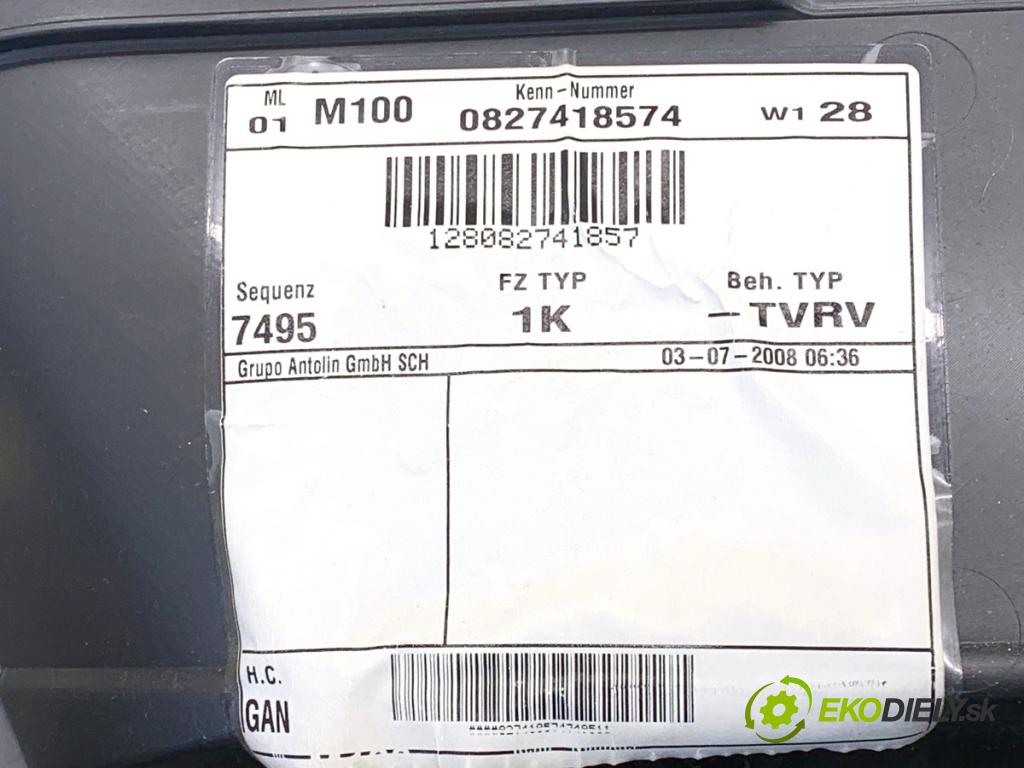 ML
01 M100 Kenn-Nummer
0827418574 W1 28
128082741857
Sequenz FZ TYP Beh. TYP
7495 1K -TVRV
Grupo Antolin GmbH SCH 03-07-2008 06:36
H.C.
IGAN
EKODIELY.sk